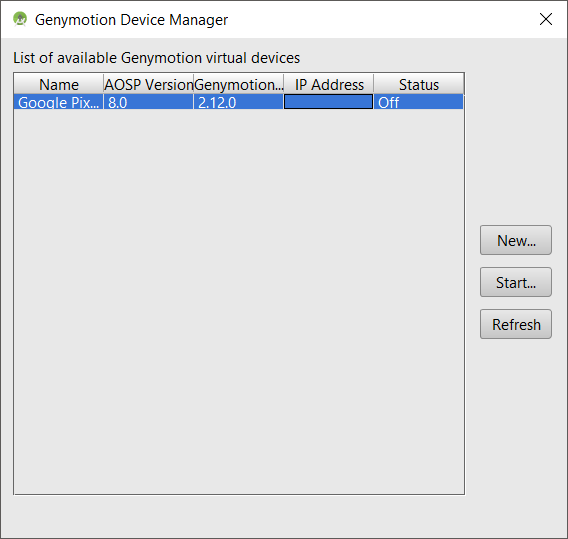 Genymotion Device Manager
List of available Genymotion virtual devices
Name AOSP Version Genymotion... IP Address Status
Google Pix... 8.0 2.12.0 Off
New...
Start...
Refresh